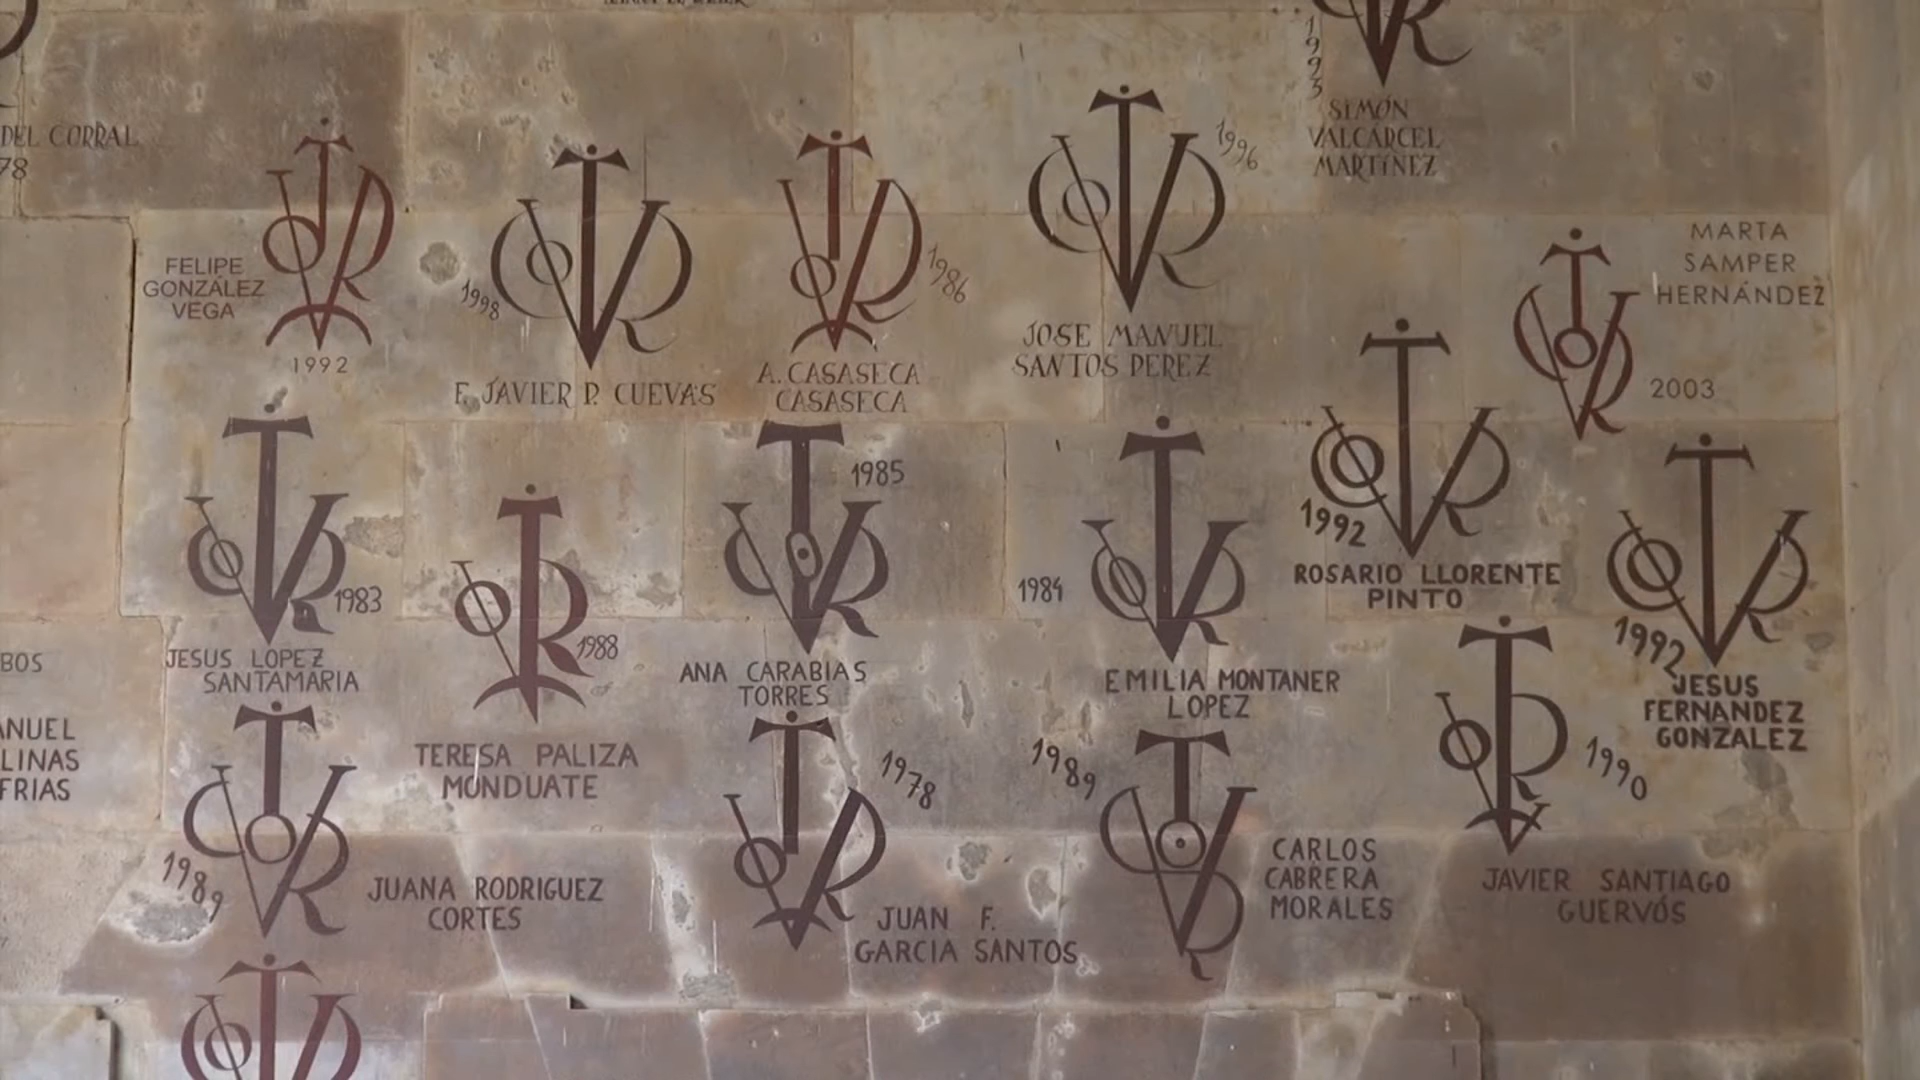 DEL CORRAL
78
1993
SIMÓN
VALCARCEL
MARTÍNEZ
FELIPE
GONZÁLEZ
VEGA
1992
1998
F. JAVIER P. CUEVAS
1986
A. CASASECA
CASASECA
1996
JOSE MANUEL
SANTOS PEREZ
MARTA
SAMPER
HERNÁNDEZ
2003
1983
JESUS LOPEZ
SANTAMARIA
1988
TERESA PALIZA
MONDUATE
1985
ANA CARABIAS
TORRES
1984
EMILIA MONTANER
LOPEZ
1992
ROSARIO LLORENTE
PINTO
1992
JESUS
FERNANDEZ
GONZALEZ
BOS
ANUEL
LINAS
FRIAS
1989
JUANA RODRIGUEZ
CORTES
1978
JUAN F.
GARCIA SANTOS
1989
CARLOS
CABRERA
MORALES
1990
JAVIER SANTIAGO
GUERVÓS